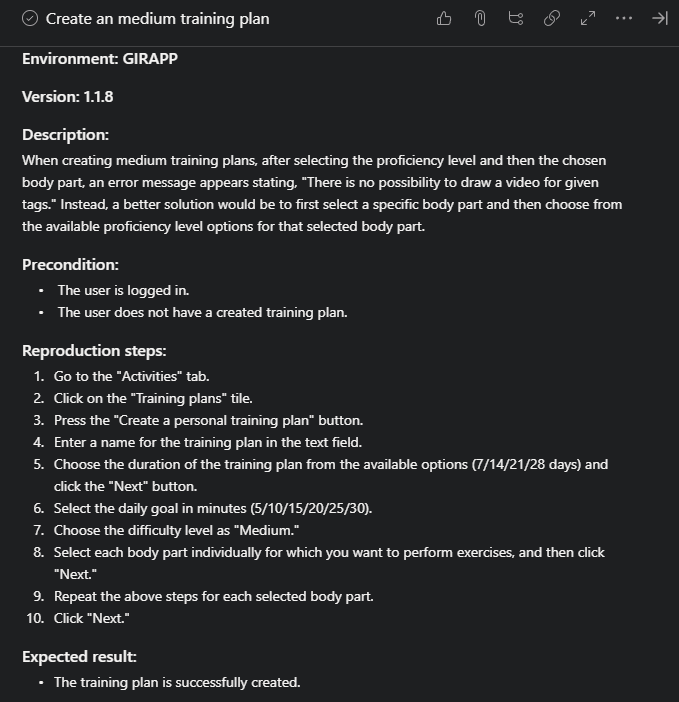 Create an medium training plan
Environment: GIRAPP
Version: 1.1.8
Description:
When creating medium training plans, after selecting the proficiency level and then the chosen
body part, an error message appears stating, "There is no possibility to draw a video for given
tags." Instead, a better solution would be to first select a specific body part and then choose from
the available proficiency level options for that selected body part.
Precondition:
• The user is logged in.
• The user does not have a created training plan.
Reproduction steps:
1. Go to the "Activities" tab.
2. Click on the "Training plans" tile.
3. Press the "Create a personal training plan" button.
4. Enter a name for the training plan in the text field.
5. Choose the duration of the training plan from the available options (7/14/21/28 days) and
click the "Next" button.
6. Select the daily goal in minutes (5/10/15/20/25/30).
7. Choose the difficulty level as "Medium."
8. Select each body part individually for which you want to perform exercises, and then click
"Next."
9. Repeat the above steps for each selected body part.
10. Click "Next."
Expected result:
• The training plan is successfully created.